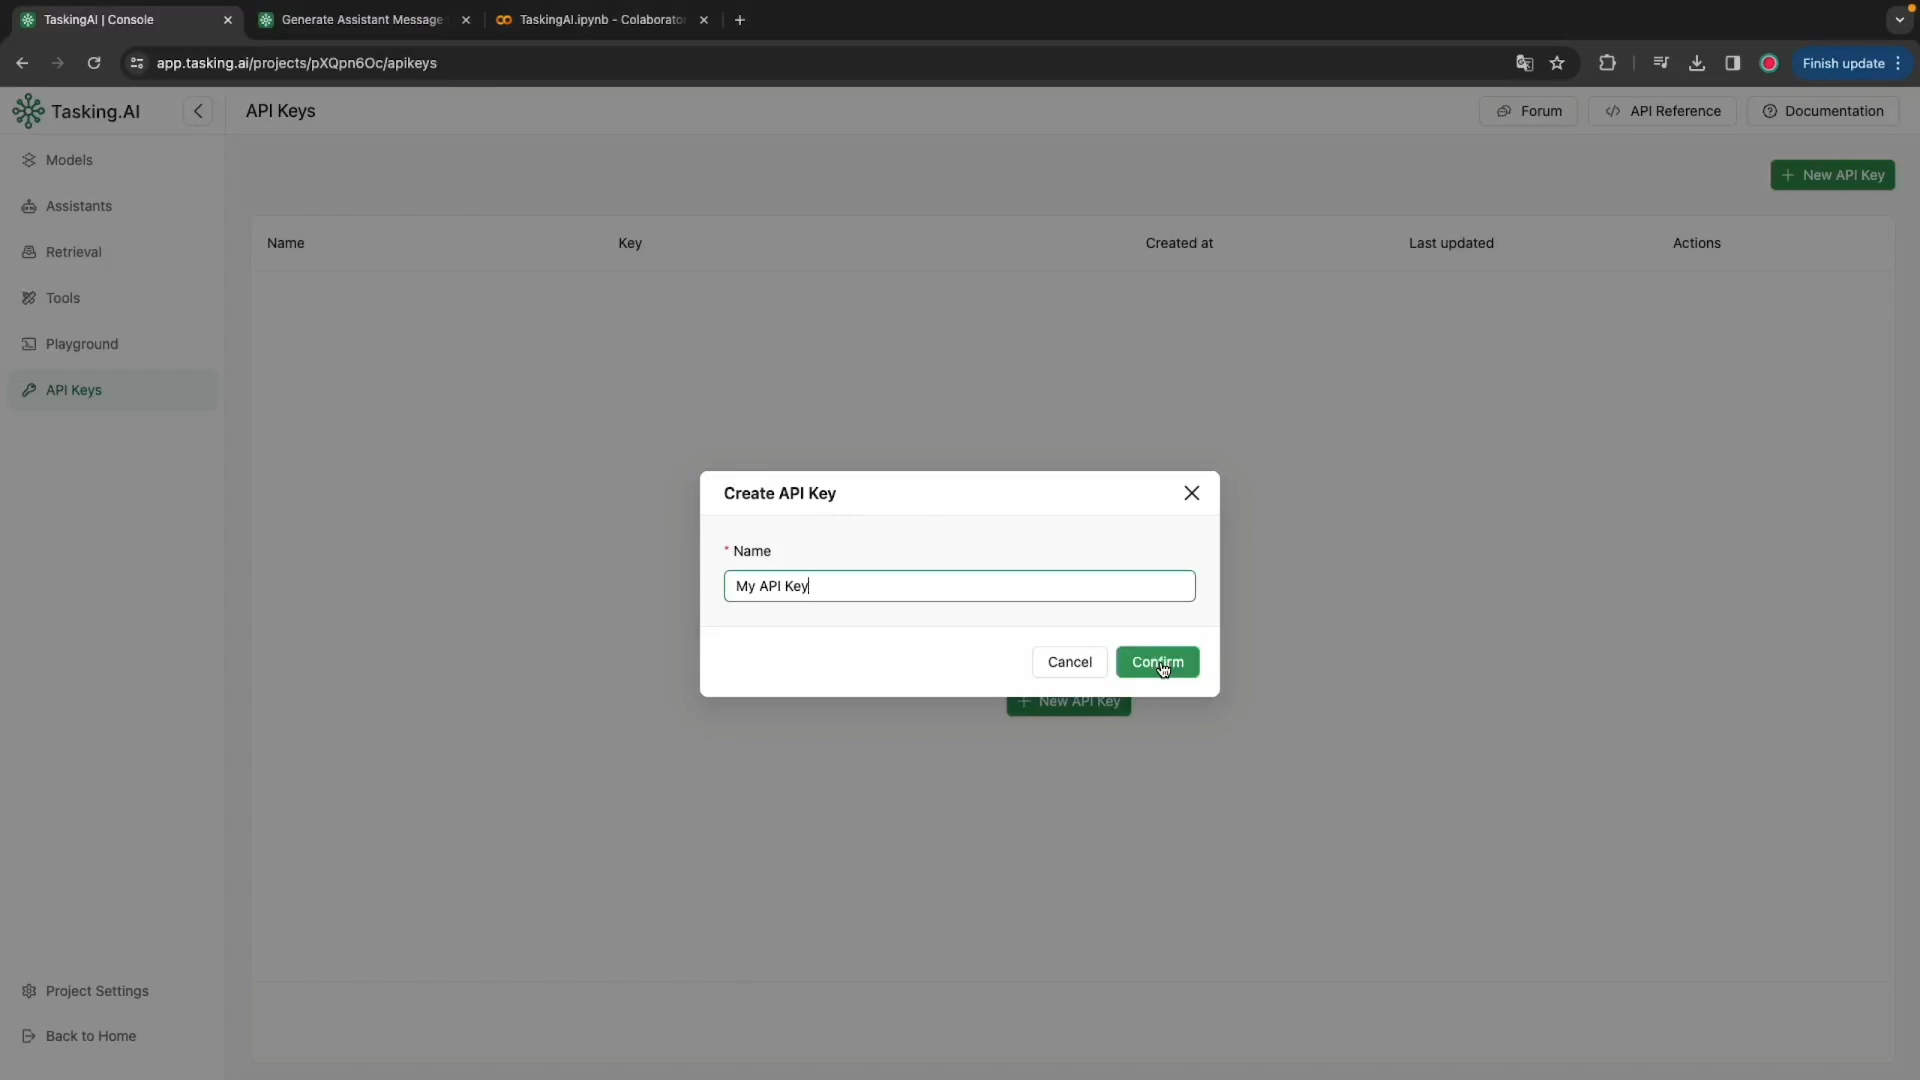 TaskingAI | Console
Generate Assistant Message
TaskingAI.ipynb - Colaborator
app.tasking.ai/projects/pXQpn6Oc/apikeys
Finish update
Tasking.AI
API Keys
Forum
API Reference
Documentation
Models
Assistants
Retrieval
Tools
Playground
API Keys
+ New API Key
Name
Key
Created at
Last updated
Actions
Create API Key
* Name
My API Key
Cancel
Confirm
+ New API Key
Project Settings
Back to Home